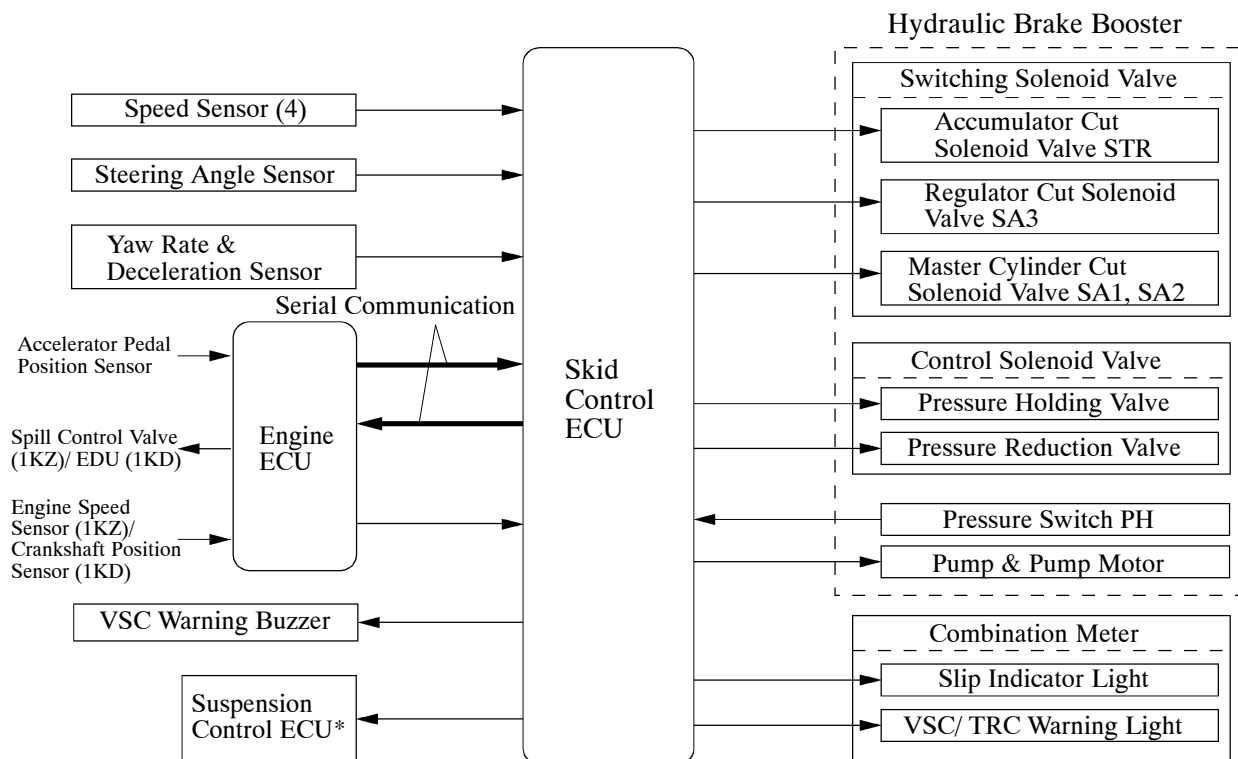 Hydraulic Brake Booster
Speed Sensor (4)
Steering Angle Sensor
Yaw Rate &
Deceleration Sensor
Serial Communication
Accelerator Pedal
Position Sensor
Spill Control Valve
(1KZ)/ EDU (1KD)
Engine Speed
Sensor (1KZ)/
Crankshaft Position
Sensor (1KD)
Engine
ECU
VSC Warning Buzzer
Suspension
Control ECU*
Skid
Control
ECU
Switching Solenoid Valve
Accumulator Cut
Solenoid Valve STR
Regulator Cut Solenoid
Valve SA3
Master Cylinder Cut
Solenoid Valve SA1, SA2
Control Solenoid Valve
Pressure Holding Valve
Pressure Reduction Valve
Pressure Switch PH
Pump & Pump Motor
Combination Meter
Slip Indicator Light
VSC/ TRC Warning Light